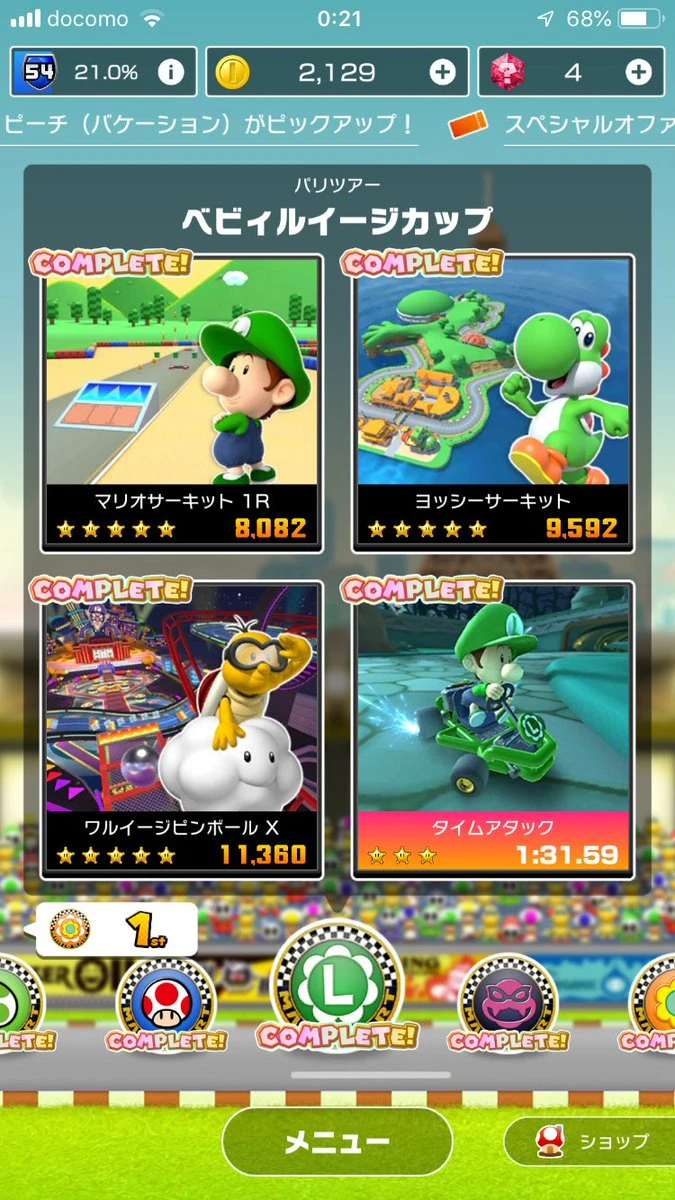 docomo 0:21 68%
54 21.0% 2,129 4
ピーチ（バケーション）がピックアップ！ スペシャルオファ
パリツアー
ベビィルイージカップ
COMPLETE! COMPLETE!
マリオサーキット 1R ヨッシーサーキット
8,082 9,592
COMPLETE! COMPLETE!
ワルイージピンボール X タイムアタック
11,360 1:31.59
1st
L
LETE! COMPLETE! COMPLETE! COMPLETE! COM
メニュー ショップ